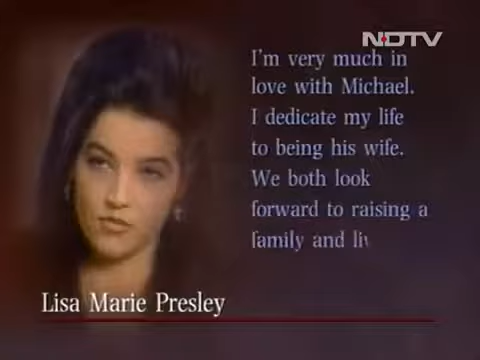 NDTV
I'm very much in
love with Michael.
I dedicate my life
to being his wife.
We both look
forward to raising a
family and liv
Lisa Marie Presley